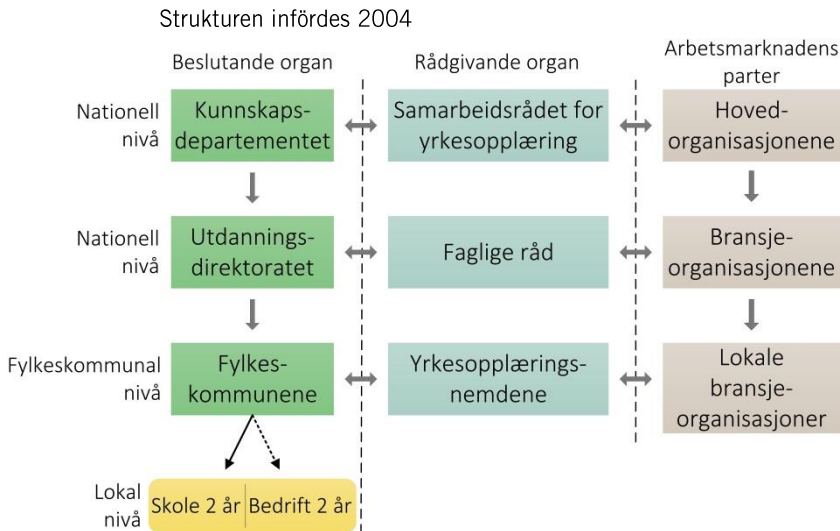 Strukturen infördes 2004
Beslutande organ
Rådgivande organ
Arbetsmarknadens
parter
Nationell
nivå
Kunnskaps-
departementet
Samarbeidsrådet for
yrkesopplæring
Hoved-
organisasjonene
Nationell
nivå
Utdannings-
direktoratet
Faglige råd
Bransje-
organisasjonene
Fylkeskommunal
nivå
Fylkes-
kommunene
Yrkesopplærings-
nemdene
Lokale
bransje-
organisasjoner
Lokal
nivå
Skole 2 år
Bedrift 2 år